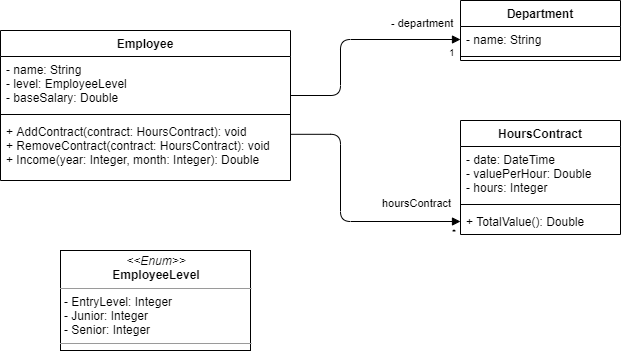 Employee
- name: String
- level: EmployeeLevel
- baseSalary: Double
+ AddContract(contract: HoursContract): void
+ RemoveContract(contract: HoursContract): void
+ Income(year: Integer, month: Integer): Double
- department
1
Department
- name: String
hoursContract
*
HoursContract
- date: DateTime
- valuePerHour: Double
- hours: Integer
+ TotalValue(): Double
<<Enum>>
EmployeeLevel
- EntryLevel: Integer
- Junior: Integer
- Senior: Integer